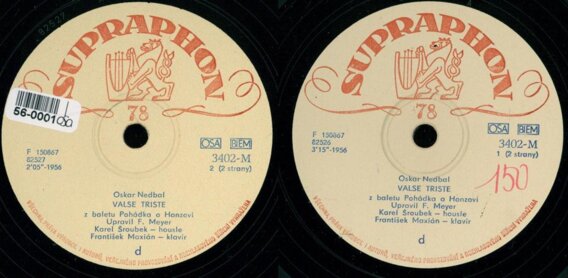 82527
SUPRAPHON
78
56-0001
OSA BIEM
F 150867
82527
2'05"-1956
3402-M
2 (2 strany)
Oskar Nedbal
VALSE TRISTE
z baletu Pohádka o Honzovi
Upravil F. Meyer
Karel Šroubek - housle
František Maxián - klavír
d
SUPRAPHON
78
OSA BIEM
F 150867
82526
3'15"-1956
3402-M
1 (2 strany)
150
Oskar Nedbal
VALSE TRISTE
z baletu Pohádka o Honzovi
Upravil F. Meyer
Karel Šroubek - housle
František Maxián - klavír
d